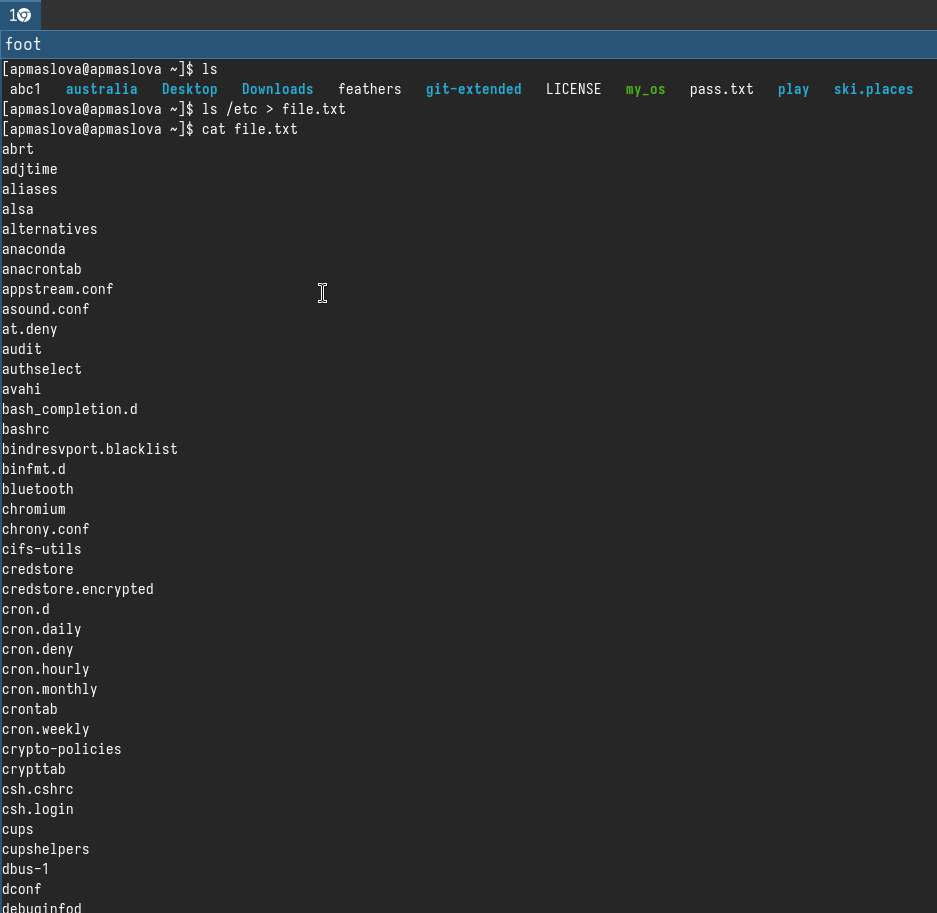 1
foot
[apmaslova@apmaslova ~]$ ls
abc1 australia Desktop Downloads feathers git-extended LICENSE my_os pass.txt play ski.places
[apmaslova@apmaslova ~]$ ls /etc > file.txt
[apmaslova@apmaslova ~]$ cat file.txt
abrt
adjtime
aliases
alsa
alternatives
anaconda
anacrontab
appstream.conf
asound.conf
at.deny
audit
authselect
avahi
bash_completion.d
bashrc
bindresvport.blacklist
binfmt.d
bluetooth
chromium
chrony.conf
cifs-utils
credstore
credstore.encrypted
cron.d
cron.daily
cron.deny
cron.hourly
cron.monthly
crontab
cron.weekly
crypto-policies
crypttab
csh.cshrc
csh.login
cups
cupshelpers
dbus-1
dconf
debuginfod